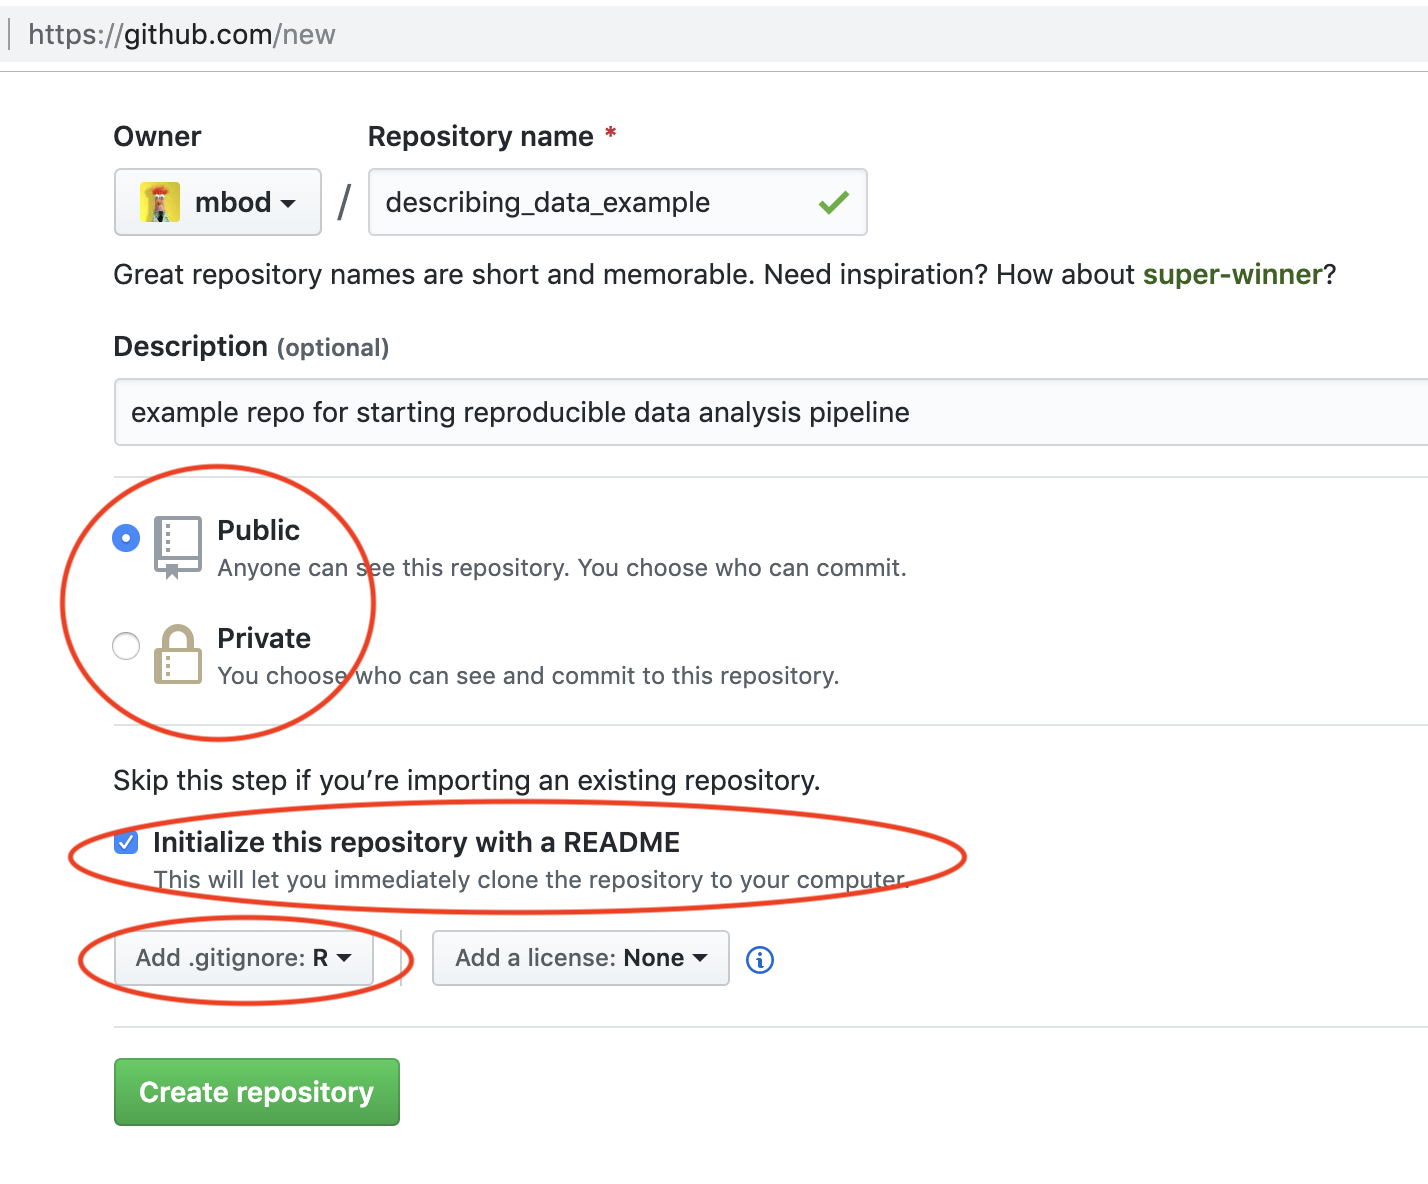 https://github.com/new
Owner
Repository name *
mbod
/
describing_data_example
Great repository names are short and memorable. Need inspiration? How about super-winner?
Description (optional)
example repo for starting reproducible data analysis pipeline
Public
Anyone can see this repository. You choose who can commit.
Private
You choose who can see and commit to this repository.
Skip this step if you’re importing an existing repository.
Initialize this repository with a README
This will let you immediately clone the repository to your computer.
Add .gitignore: R
Add a license: None
Create repository